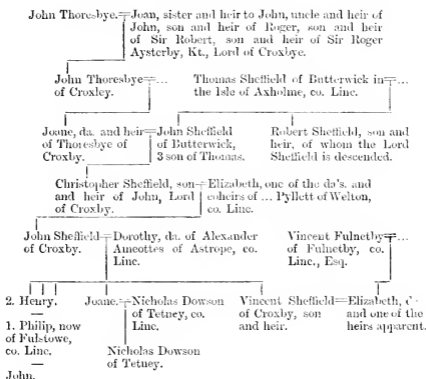 John Thoresbye.=Joan, sister and heir to John, uncle and heir of
John, son and heir of Roger, son and heir
of Sir Robert, son and heir of Sir Roger
Aysterby, Kt., Lord of Croxbye.
John Thoresbye=...
of Croxley.
Thomas Sheffield of Butterwick in=...
the Isle of Axholme, co. Linc.
Joane, da. and heir=John Sheffield
of Thoresbye of
Croxby.
of Butterwick,
3 son of Thomas.
Robert Sheffield, son and
heir, of whom the Lord
Sheffield is descended.
Christopher Sheffield, son=Elizabeth, one of the da's. and
and heir of John, Lord
of Croxby.
coheirs of ... Pyllett of Welton,
co. Linc.
John Sheffield=Dorothy, da. of Alexander
of Croxby.
Amcottes of Astrope, co.
Linc.
Vincent Fulnetby=...
of Fulnetby, co.
Linc., Esq.
2. Henry.
—
1. Philip, now
of Fulstowe,
co. Linc.
—
John.
Joane.=Nicholas Dowson
of Tetney, co.
Linc.
Nicholas Dowson
of Tetney.
Vincent Sheffield=Elizabeth,
of Croxby, son
and heir.
and one of the
heirs apparent.